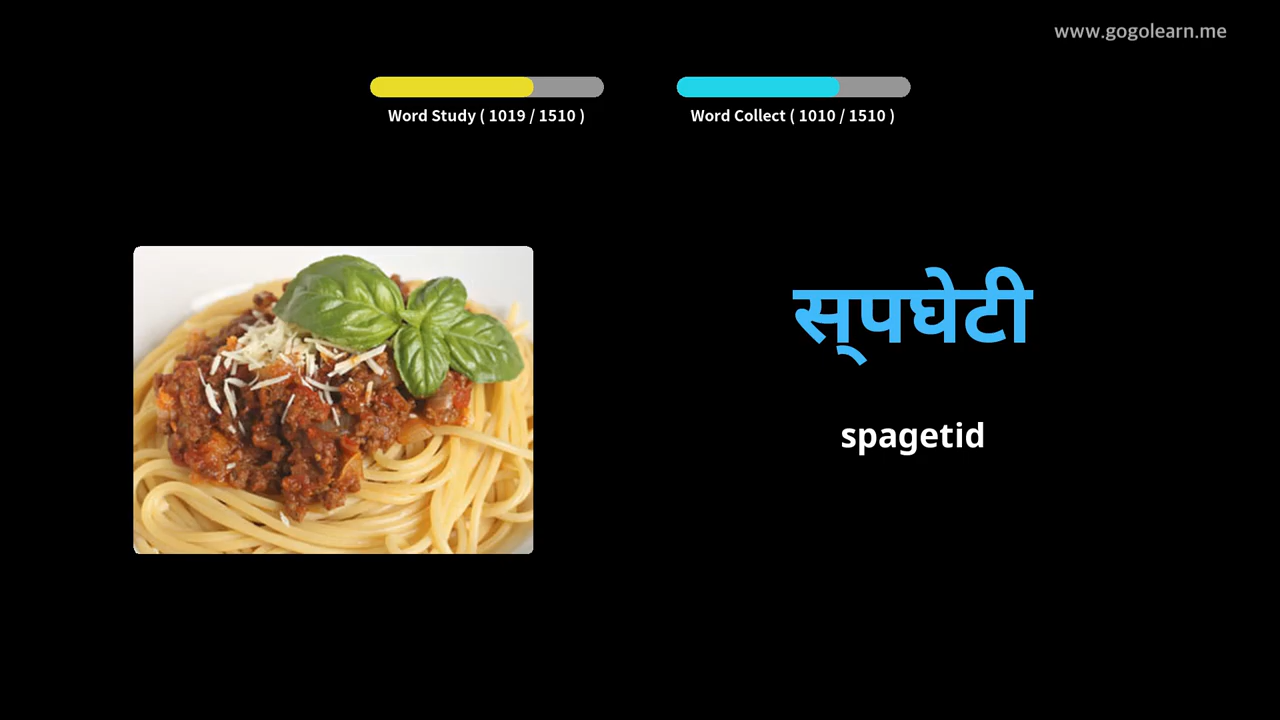 www.gogolearn.me
Word Study ( 1019 / 1510 )
Word Collect ( 1010 / 1510 )
स्‌पघेटी
spagetid